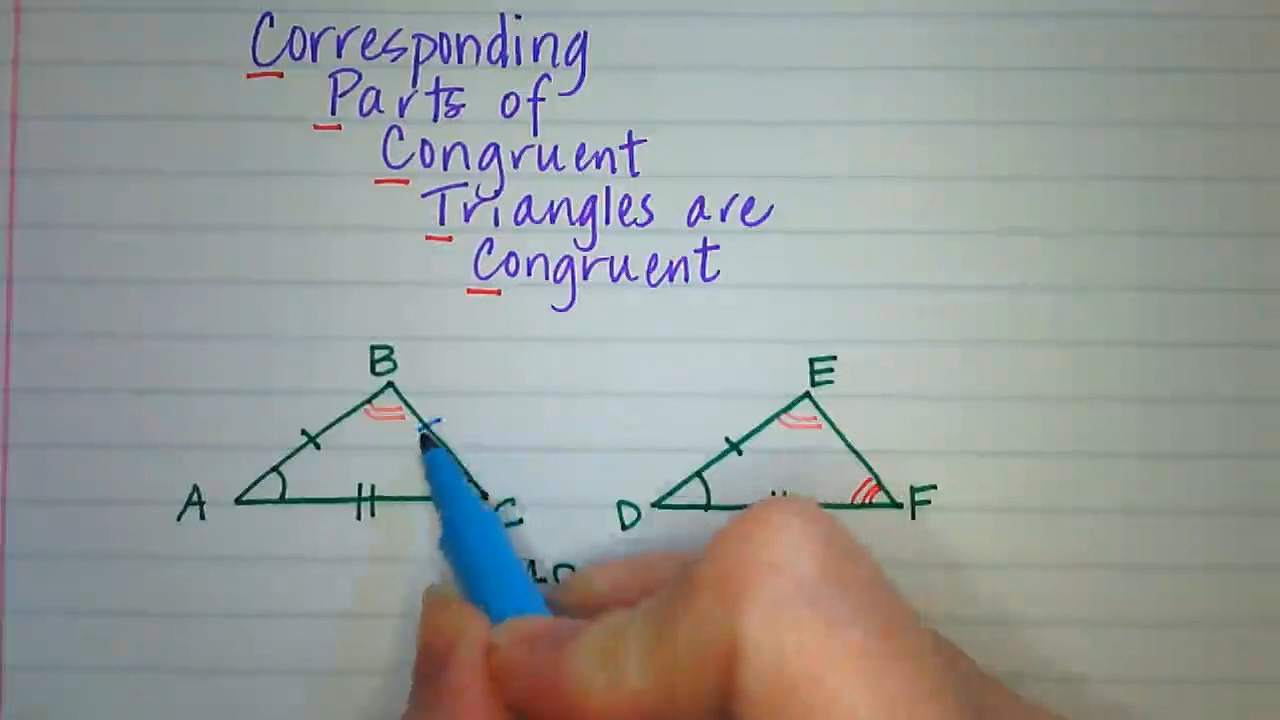 Corresponding
Parts of
Congruent
Triangles are
Congruent
B
E
A
C
D
F